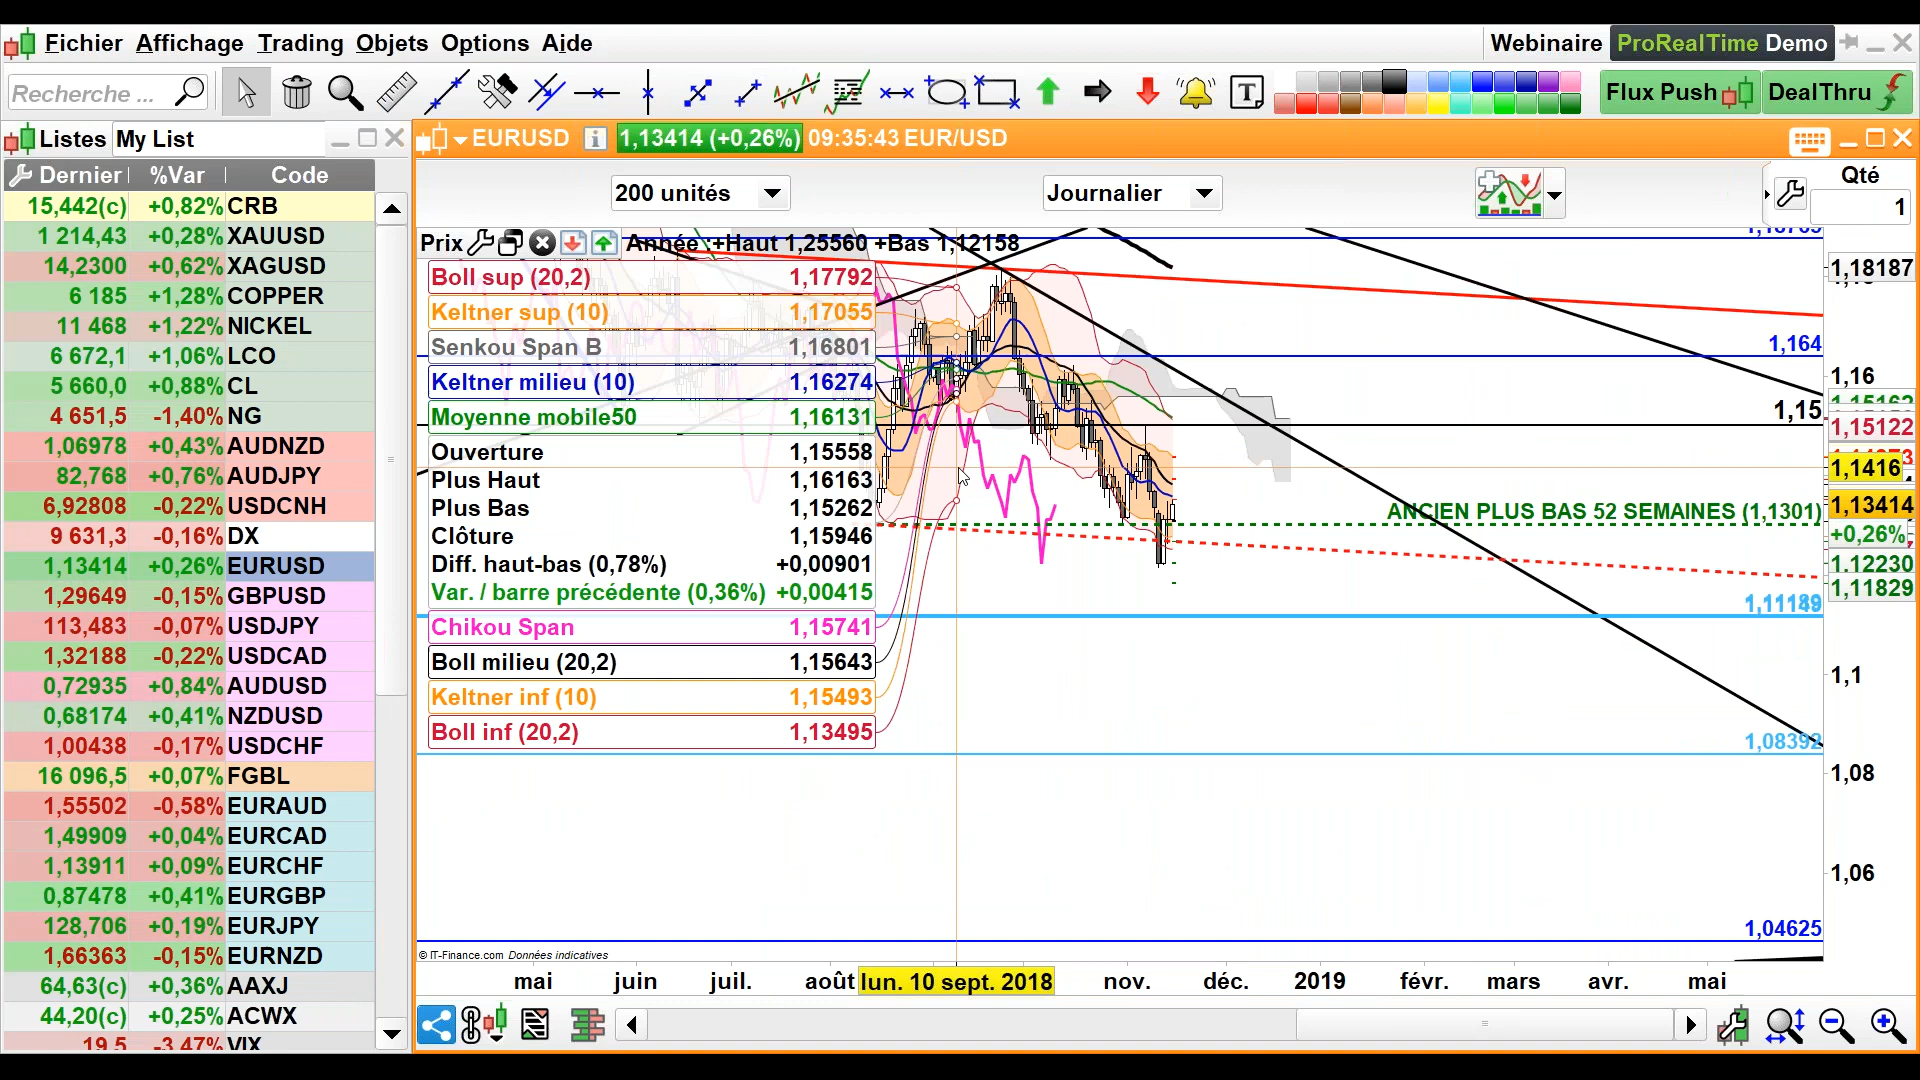 Fichier Affichage Trading Objets Options Aide
Webinaire ProRealTime Demo
Recherche ...
T
Flux Push DealThru
Listes My List
EURUSD 1,13414 (+0,26%) 09:35:43 EUR/USD
Dernier %Var Code
200 unités Journalier
Qté
1
Prix Année :+Haut 1,25560 +Bas 1,12158
15,442(c) +0,82% CRB
1 214,43 +0,28% XAUUSD
14,2300 +0,62% XAGUSD
6 185 +1,28% COPPER
11 468 +1,22% NICKEL
6 672,1 +1,06% LCO
5 660,0 +0,88% CL
4 651,5 -1,40% NG
1,06978 +0,43% AUDNZD
82,768 +0,76% AUDJPY
6,92808 -0,22% USDCNH
9 631,3 -0,16% DX
1,13414 +0,26% EURUSD
1,29649 -0,15% GBPUSD
113,483 -0,07% USDJPY
1,32188 -0,22% USDCAD
0,72935 +0,84% AUDUSD
0,68174 +0,41% NZDUSD
1,00438 -0,17% USDCHF
16 096,5 +0,07% FGBL
1,55502 -0,58% EURAUD
1,49909 +0,04% EURCAD
1,13911 +0,09% EURCHF
0,87478 +0,41% EURGBP
128,706 +0,19% EURJPY
1,66363 -0,15% EURNZD
64,63(c) +0,36% AAXJ
44,20(c) +0,25% ACWX
19,5 -3,47% VIX
Boll sup (20,2) 1,17792
Keltner sup (10) 1,17055
Senkou Span B 1,16801
Keltner milieu (10) 1,16274
Moyenne mobile50 1,16131
Ouverture 1,15558
Plus Haut 1,16163
Plus Bas 1,15262
Clôture 1,15946
Diff. haut-bas (0,78%) +0,00901
Var. / barre précédente (0,36%) +0,00415
Chikou Span 1,15741
Boll milieu (20,2) 1,15643
Keltner inf (10) 1,15493
Boll inf (20,2) 1,13495
1,18187
1,164
1,16
1,15
1,15122
1,1416
ANCIEN PLUS BAS 52 SEMAINES (1,1301)
1,13414
+0,26%
1,12230
1,11829
1,1
1,08392
1,08
1,06
1,04625
© IT-Finance.com Données indicatives
mai juin juil. août lun. 10 sept. 2018 nov. déc. 2019 févr. mars avr. mai